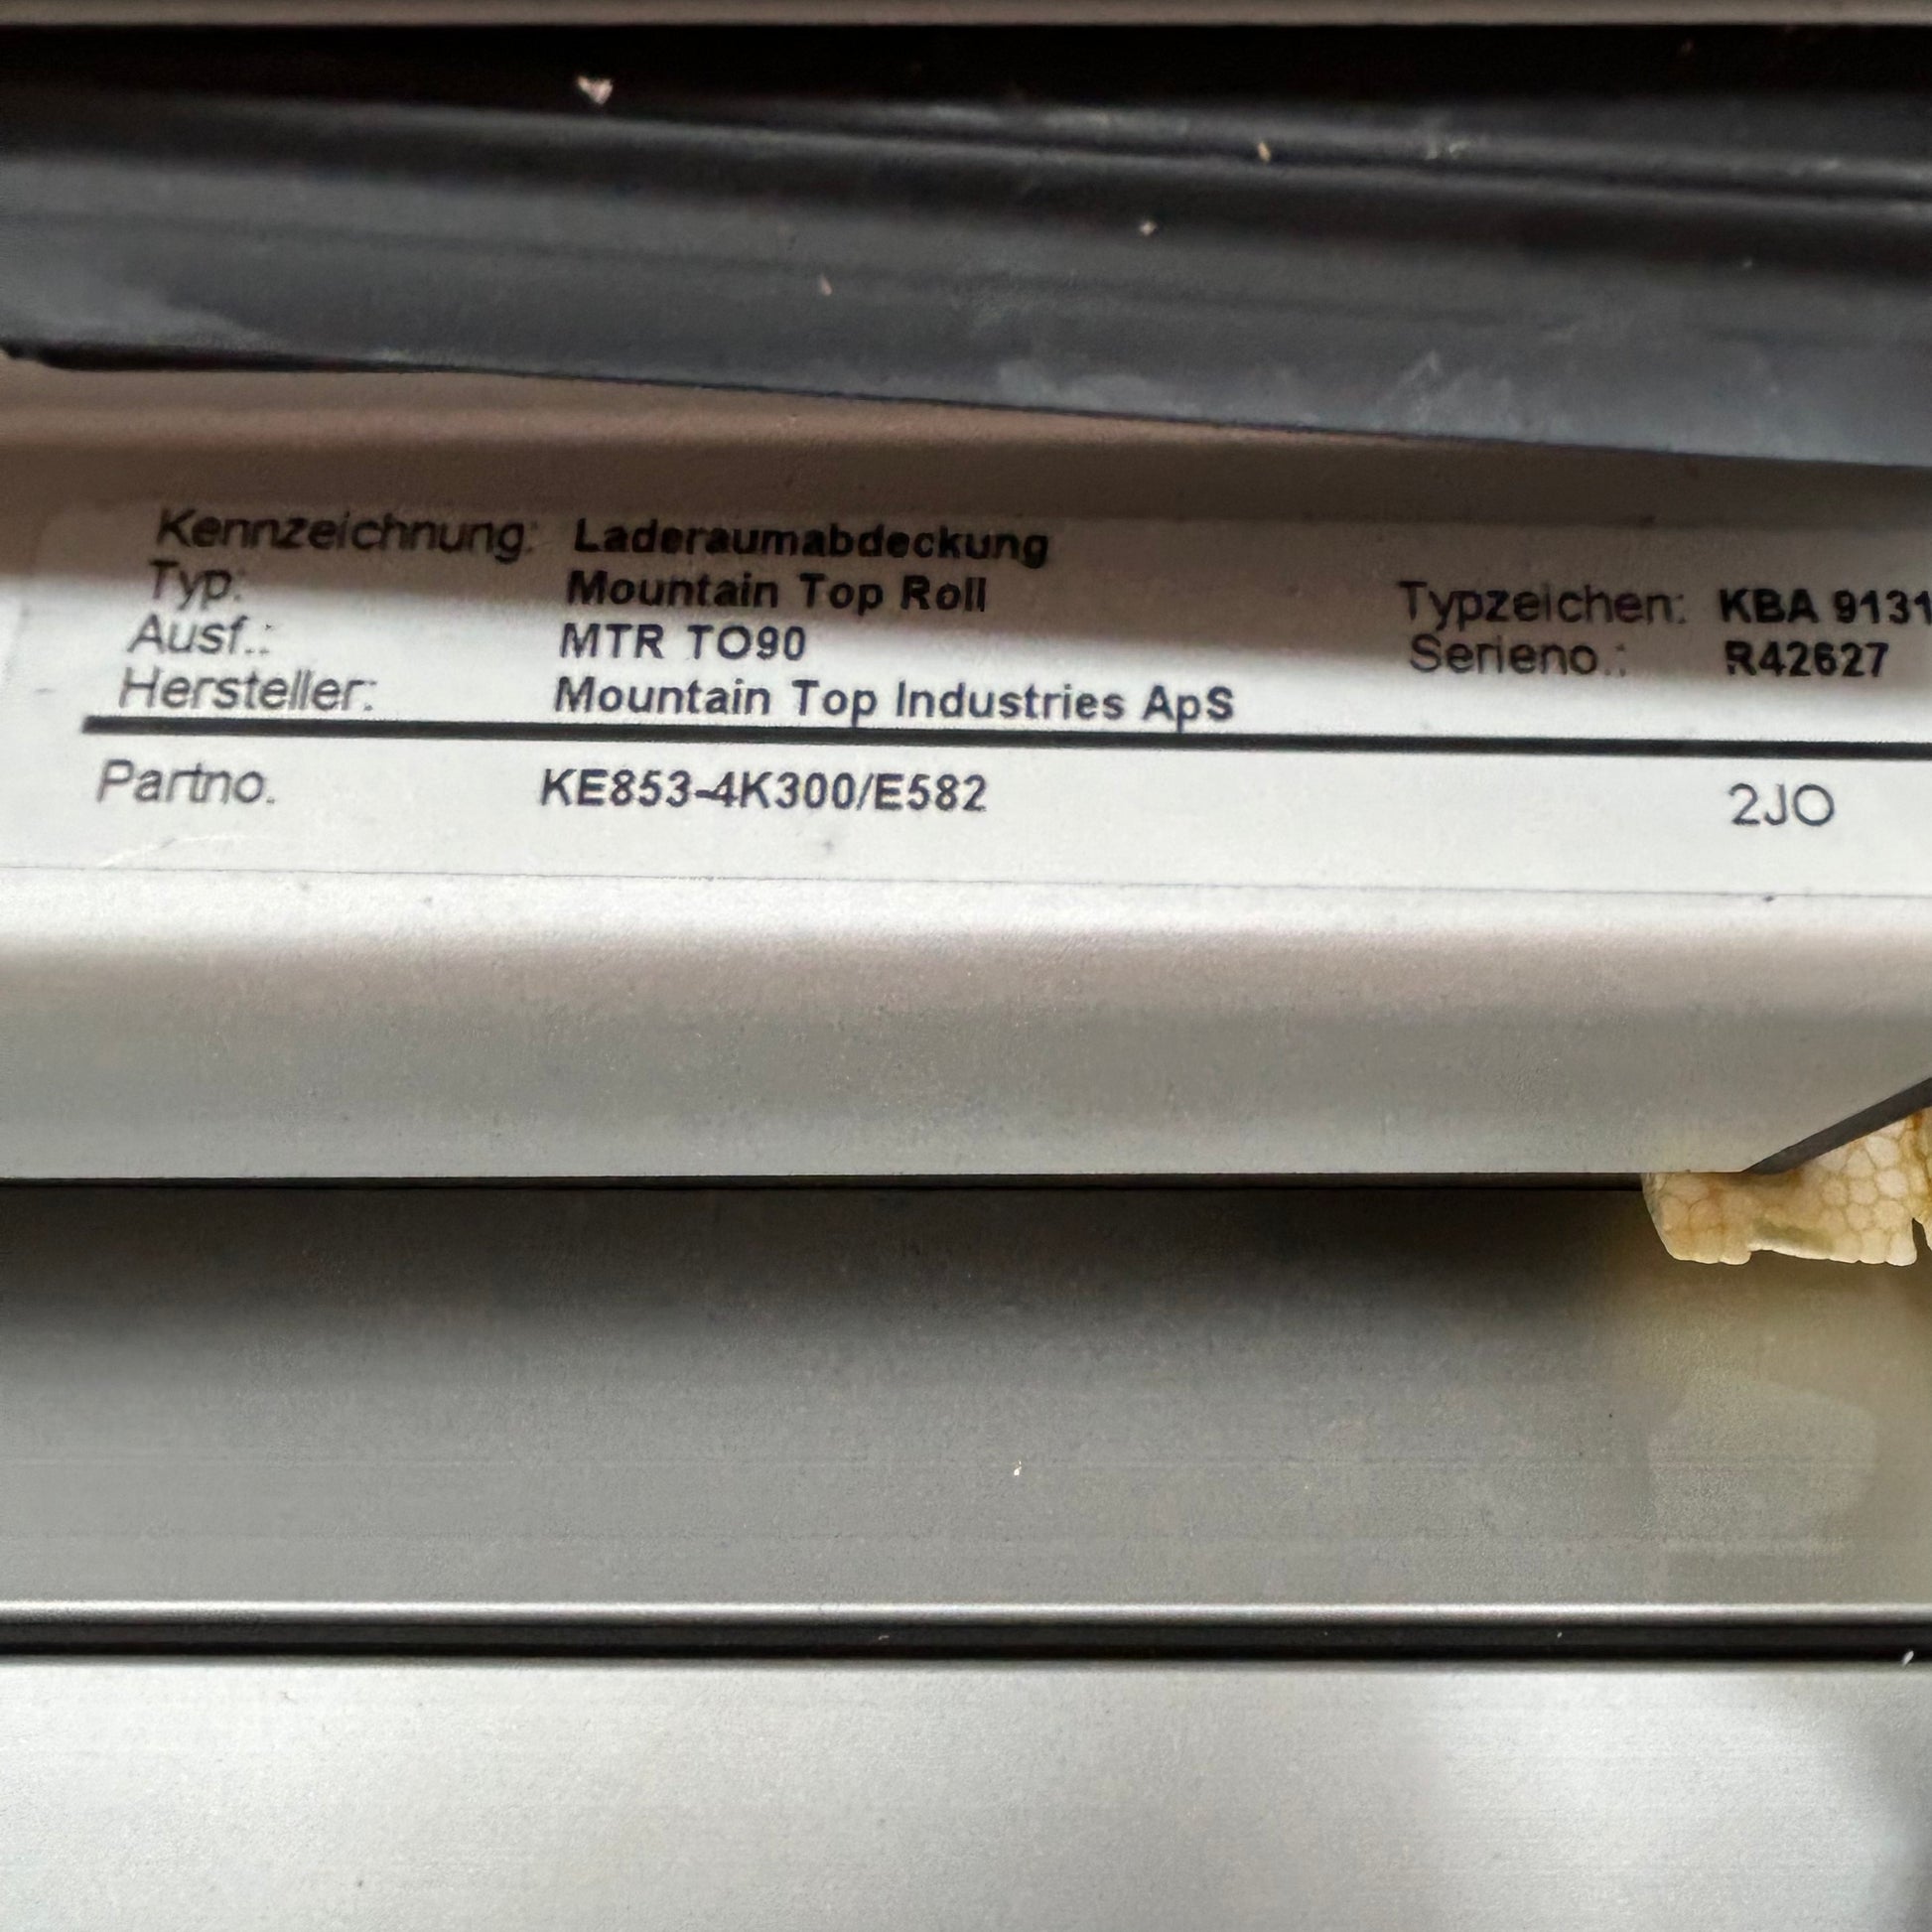 Kennzeichnung: Laderaumabdeckung
Typ: Mountain Top Roll Typzeichen: KBA 9131
Ausf.: MTR TO90 Serieno.: R42627
Hersteller: Mountain Top Industries ApS
Partno. KE853-4K300/E582 2JO